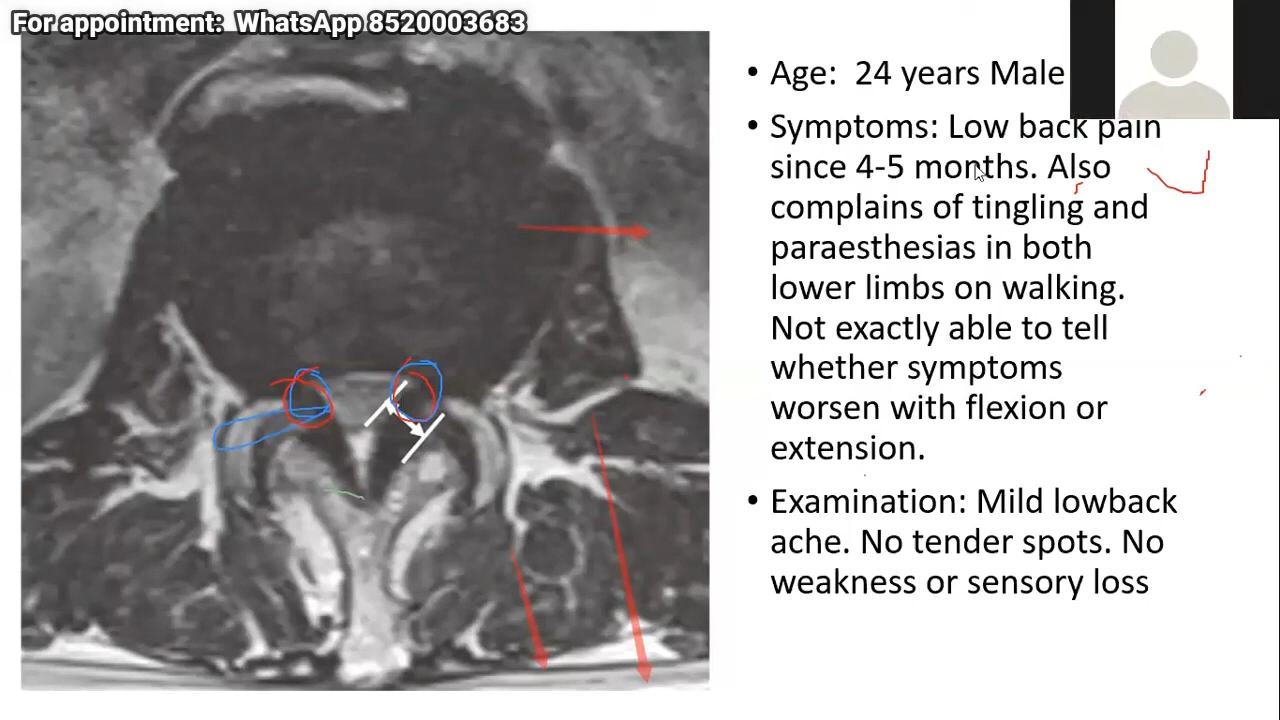 For appointment: WhatsApp 8520003683
• Age: 24 years Male
• Symptoms: Low back pain
since 4-5 months. Also
complains of tingling and
paraesthesias in both
lower limbs on walking.
Not exactly able to tell
whether symptoms
worsen with flexion or
extension.
• Examination: Mild lowback
ache. No tender spots. No
weakness or sensory loss